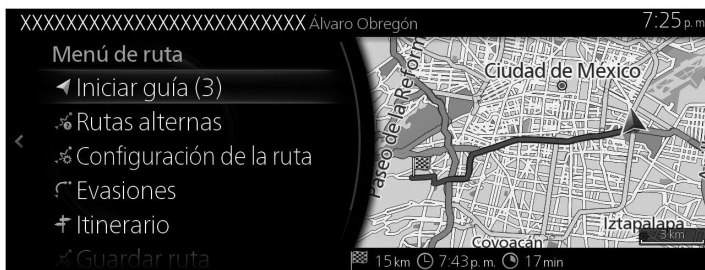 XXXXXXXXXXXXXXXXXXXXXXXXXX Álvaro Obregón 7:25 p. m
Menú de ruta
Iniciar guía (3)
Rutas alternas
Configuración de la ruta
Evasiones
Itinerario
Guardar ruta
Ciudad de México
Paseo de la Reform
Iztapalapa
3 km
Coyoacán
15 km 7:43 p. m. 17 min